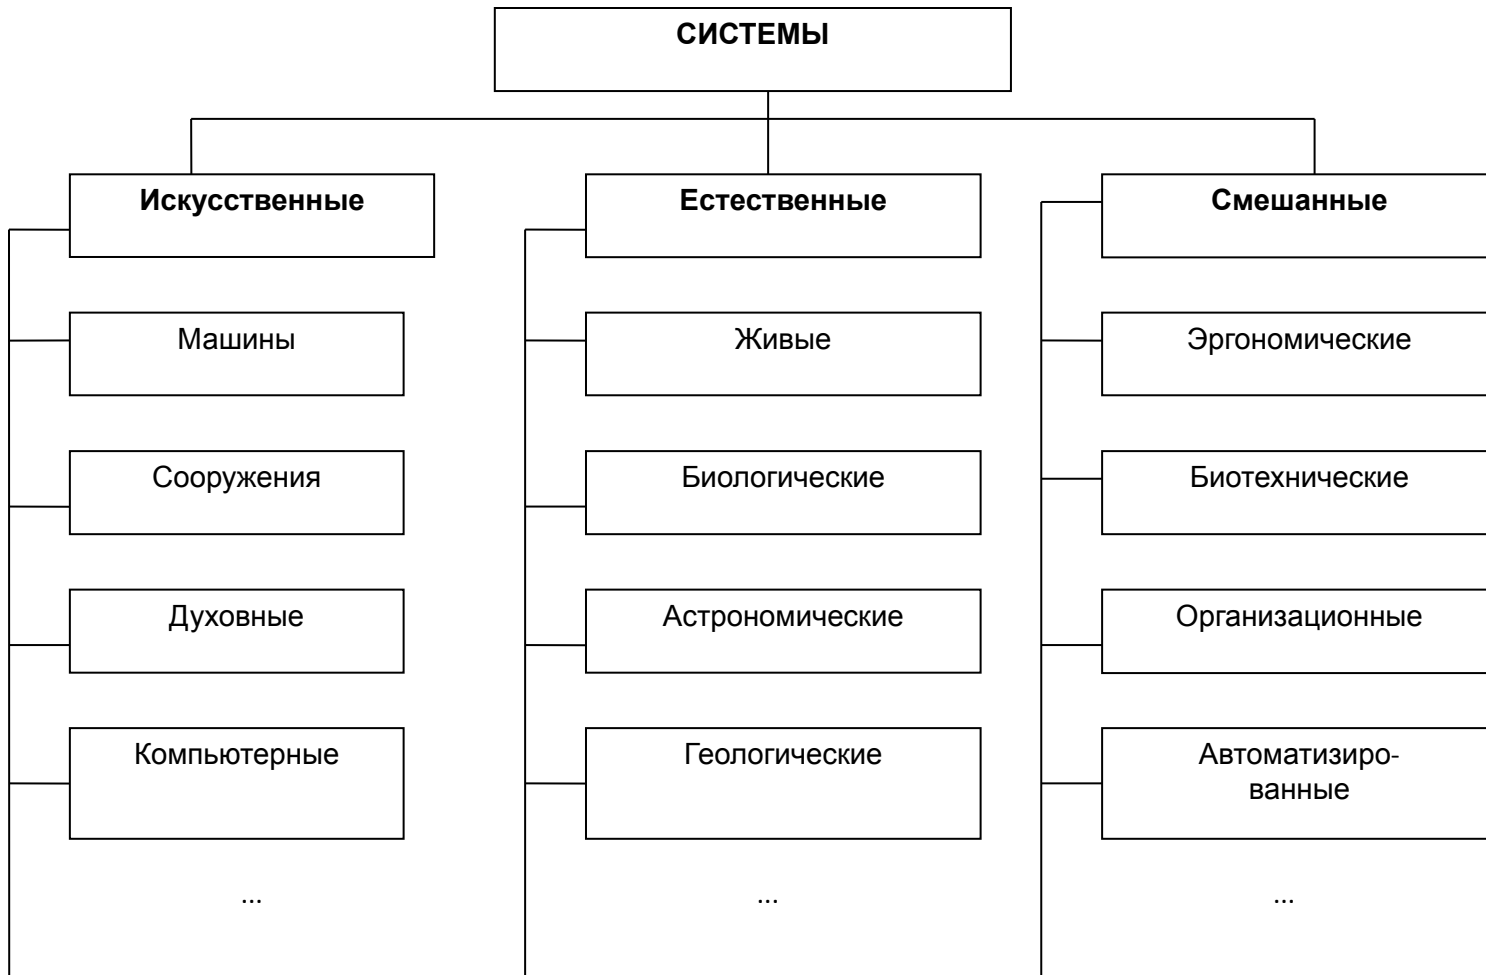 СИСТЕМЫ
Искусственные
Естественные
Смешанные
Машины
Живые
Эргономические
Сооружения
Биологические
Биотехнические
Духовные
Астрономические
Организационные
Компьютерные
Геологические
Автоматизиро-
ванные
...
...
...